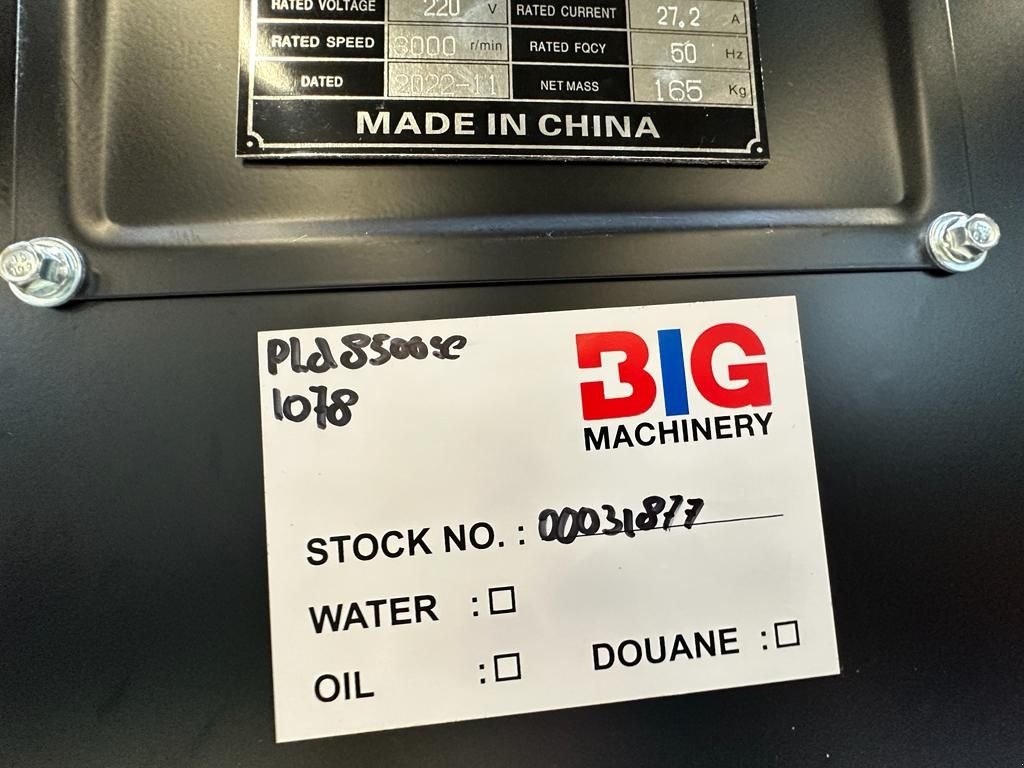 RATED VOLTAGE 220 V RATED CURRENT 27.2 A
RATED SPEED 3000 r/min RATED FQCY 50 Hz
DATED 2022-11 NET MASS 165 Kg
MADE IN CHINA
PLd8500se
1078
BIG
MACHINERY
STOCK NO. : 00031877
WATER : ☐
OIL : ☐ DOUANE : ☐